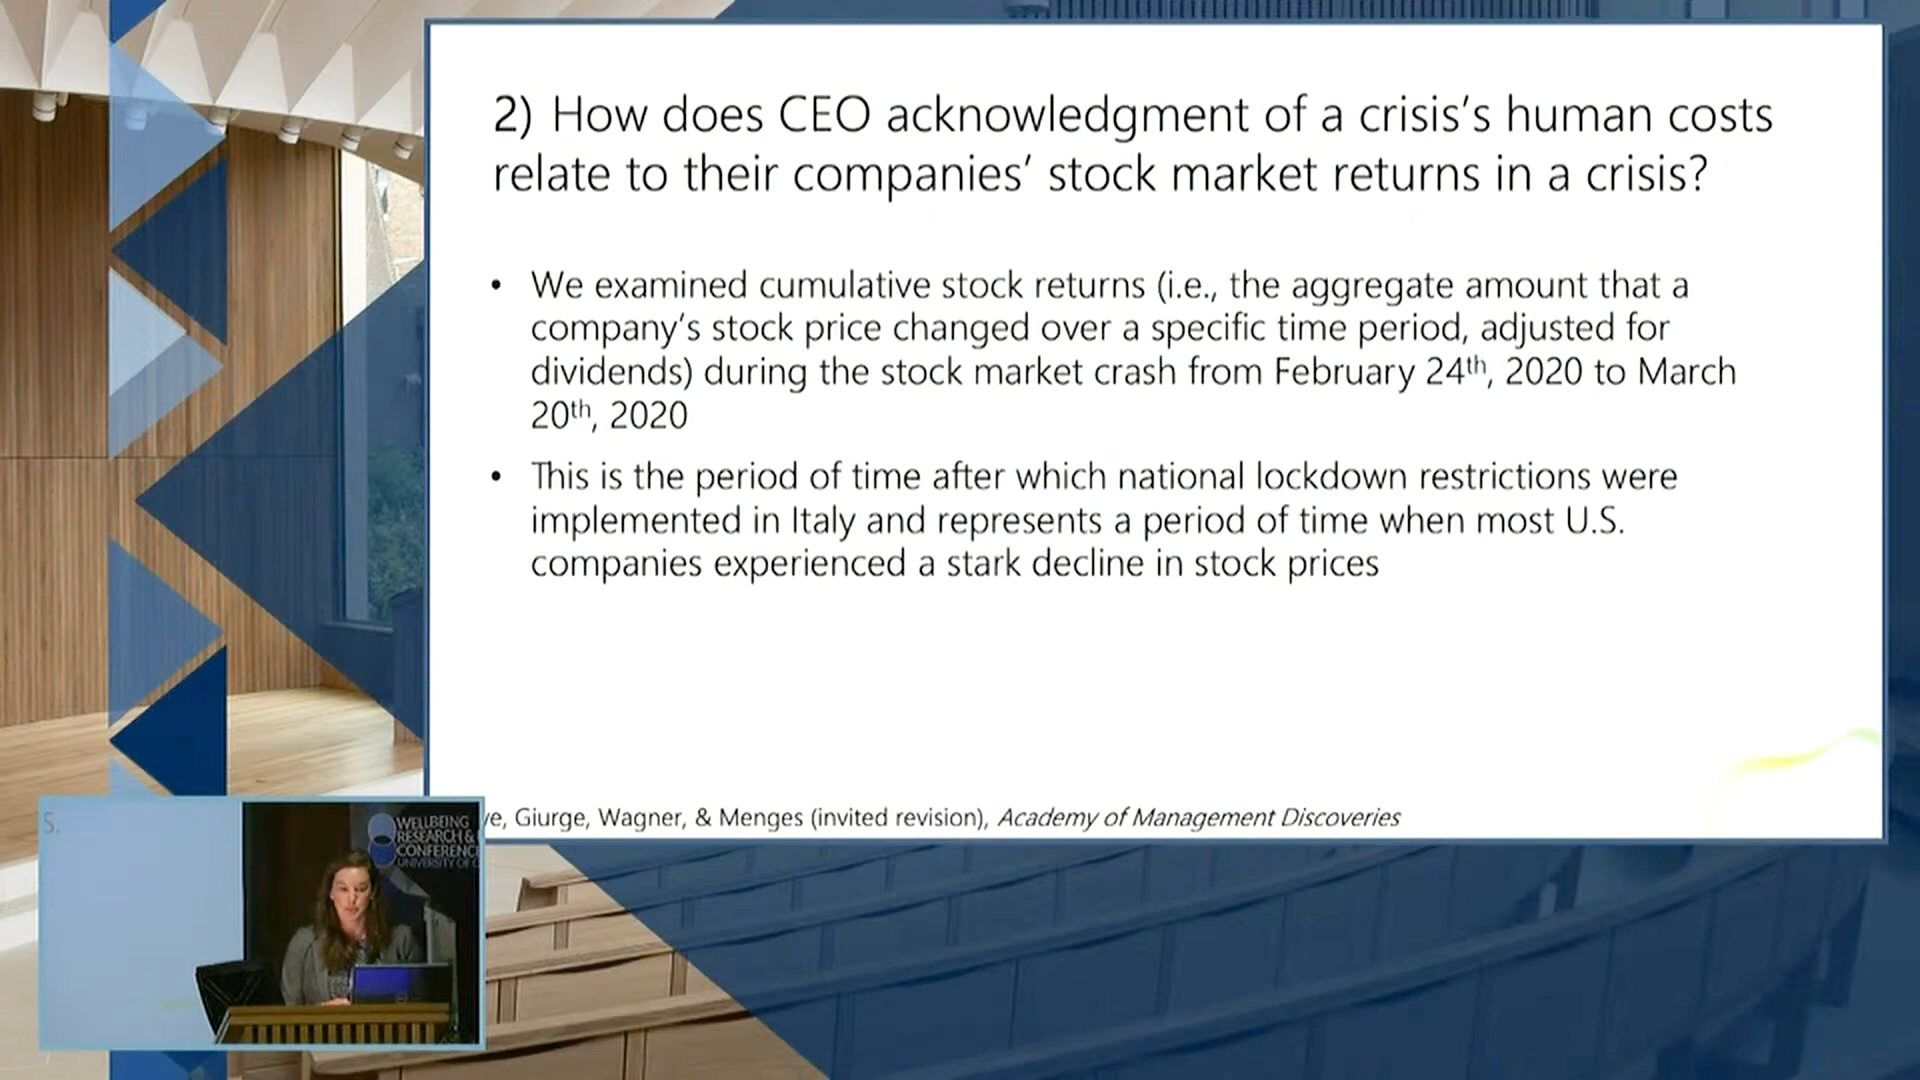 2) How does CEO acknowledgment of a crisis’s human costs
relate to their companies’ stock market returns in a crisis?
• We examined cumulative stock returns (i.e., the aggregate amount that a
company’s stock price changed over a specific time period, adjusted for
dividends) during the stock market crash from February 24th, 2020 to March
20th, 2020
• This is the period of time after which national lockdown restrictions were
implemented in Italy and represents a period of time when most U.S.
companies experienced a stark decline in stock prices
Giurge, Wagner, & Menges (invited revision), Academy of Management Discoveries
S.
WELLBEING
RESEARCH &
CONFERENC
UNIVERSITY OF